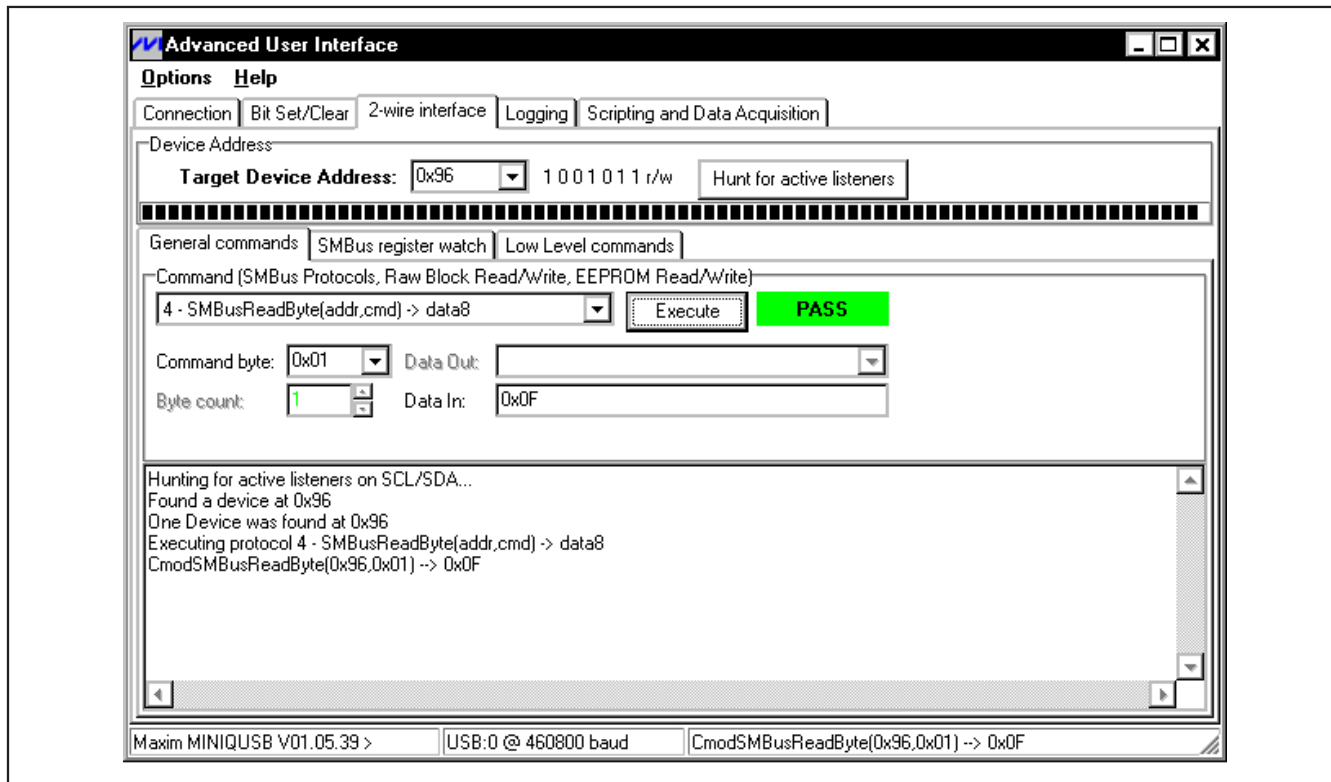 Advanced User Interface
Options Help
Connection Bit Set/Clear 2-wire interface Logging Scripting and Data Acquisition
Device Address
Target Device Address: 0x96 1 0 0 1 0 1 1 r/w Hunt for active listeners
General commands SMBus register watch Low Level commands
Command (SMBus Protocols, Raw Block Read/Write, EEPROM Read/Write)
4 - SMBusReadByte(addr,cmd) -> data8 Execute PASS
Command byte: 0x01 Data Out:
Byte count: 1 Data In: 0x0F
Hunting for active listeners on SCL/SDA...
Found a device at 0x96
One Device was found at 0x96
Executing protocol 4 - SMBusReadByte(addr,cmd) -> data8
CmodSMBusReadByte(0x96,0x01) --> 0x0F
Maxim MINIQUSB V01.05.39 > USB:0 @ 460800 baud CmodSMBusReadByte(0x96,0x01) --> 0x0F